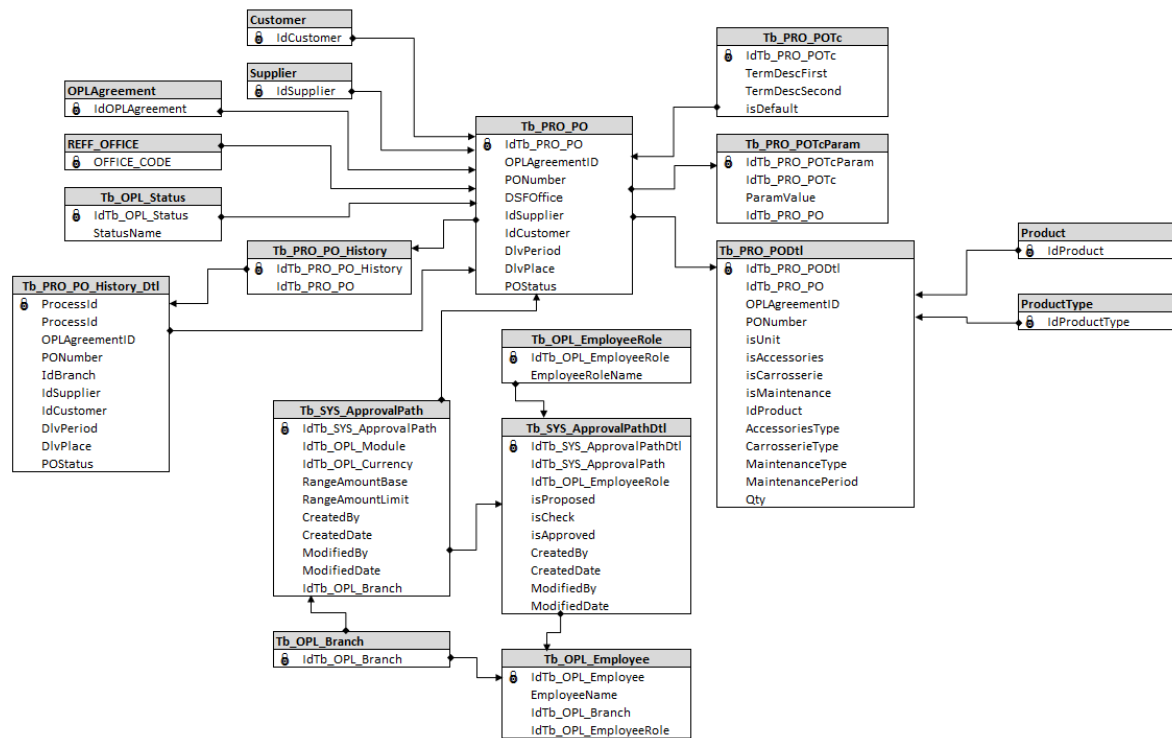 Customer
IdCustomer
Supplier
IdSupplier
OPLAgreement
IdOPLAgreement
REFF_OFFICE
OFFICE_CODE
Tb_OPL_Status
IdTb_OPL_Status
StatusName
Tb_PRO_PO_History
IdTb_PRO_PO_History
IdTb_PRO_PO
Tb_PRO_PO_History_Dtl
ProcessId
ProcessId
OPLAgreementID
PONumber
IdBranch
IdSupplier
IdCustomer
DlvPeriod
DlvPlace
POStatus
Tb_PRO_PO
IdTb_PRO_PO
OPLAgreementID
PONumber
DSFOffice
IdSupplier
IdCustomer
DlvPeriod
DlvPlace
POStatus
Tb_PRO_POTc
IdTb_PRO_POTc
TermDescFirst
TermDescSecond
isDefault
Tb_PRO_POTcParam
IdTb_PRO_POTcParam
IdTb_PRO_POTc
ParamValue
IdTb_PRO_PO
Tb_PRO_PODtl
IdTb_PRO_PODtl
IdTb_PRO_PO
OPLAgreementID
PONumber
isUnit
isAccessories
isCarrosserie
isMaintenance
IdProduct
AccessoriesType
CarrosserieType
MaintenanceType
MaintenancePeriod
Qty
Product
IdProduct
ProductType
IdProductType
Tb_OPL_EmployeeRole
IdTb_OPL_EmployeeRole
EmployeeRoleName
Tb_SYS_ApprovalPath
IdTb_SYS_ApprovalPath
IdTb_OPL_Module
IdTb_OPL_Currency
RangeAmountBase
RangeAmountLimit
CreatedBy
CreatedDate
ModifiedBy
ModifiedDate
IdTb_OPL_Branch
Tb_SYS_ApprovalPathDtl
IdTb_SYS_ApprovalPathDtl
IdTb_SYS_ApprovalPath
IdTb_OPL_EmployeeRole
isProposed
isCheck
isApproved
CreatedBy
CreatedDate
ModifiedBy
ModifiedDate
Tb_OPL_Branch
IdTb_OPL_Branch
Tb_OPL_Employee
IdTb_OPL_Employee
EmployeeName
IdTb_OPL_Branch
IdTb_OPL_EmployeeRole